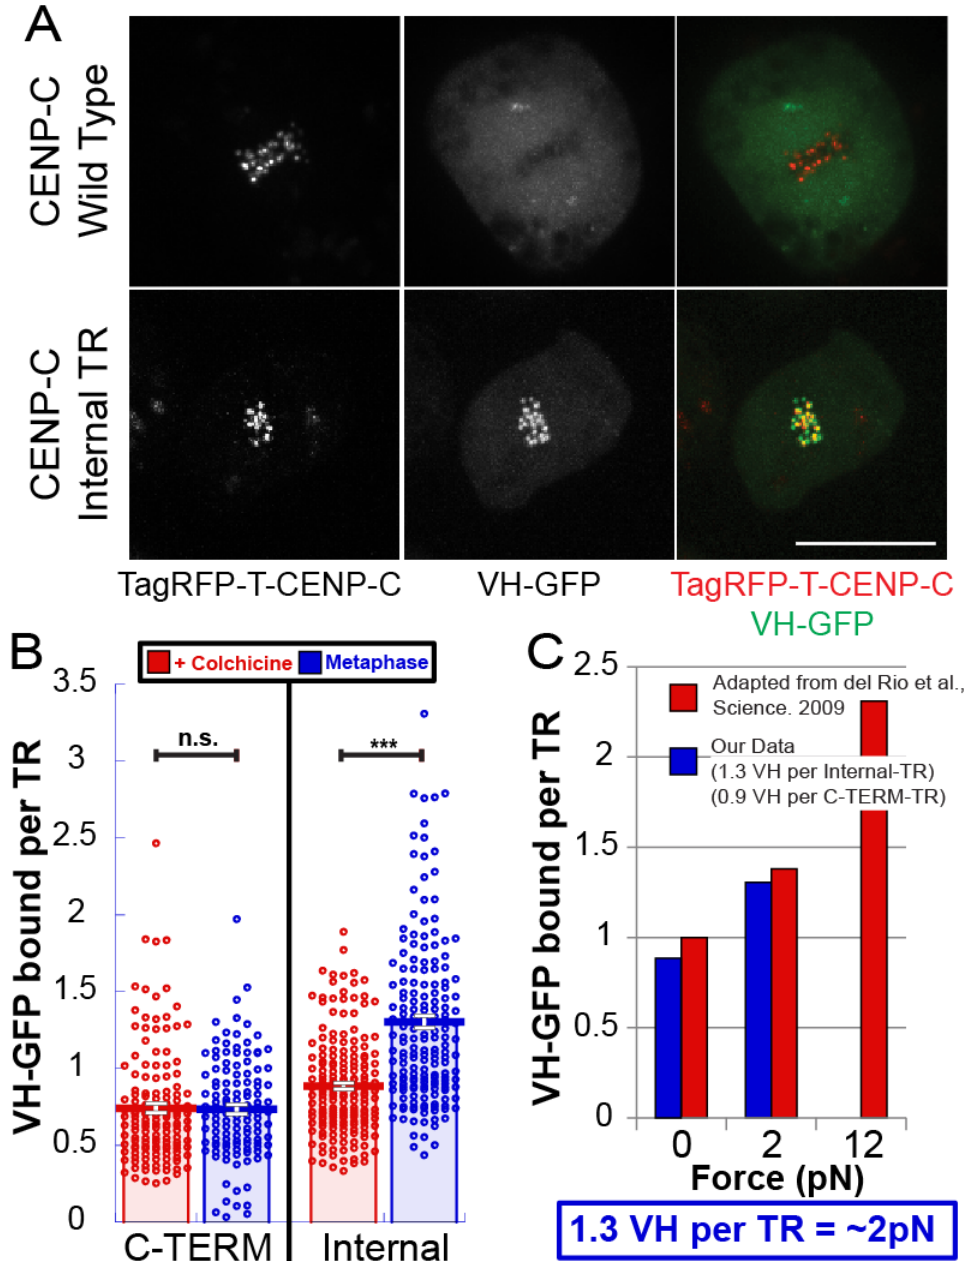 A
CENP-C
Wild Type
CENP-C
Internal TR
TagRFP-T-CENP-C
VH-GFP
TagRFP-T-CENP-C
VH-GFP
B
+ Colchicine
Metaphase
VH-GFP bound per TR
3.5
3
2.5
2
1.5
1
0.5
0
n.s.
***
C-TERM
Internal
C
VH-GFP bound per TR
2.5
2
1.5
1
0.5
0
Adapted from del Rio et al.,
Science. 2009
Our Data
(1.3 VH per Internal-TR)
(0.9 VH per C-TERM-TR)
0
2
12
Force (pN)
1.3 VH per TR = ~2pN